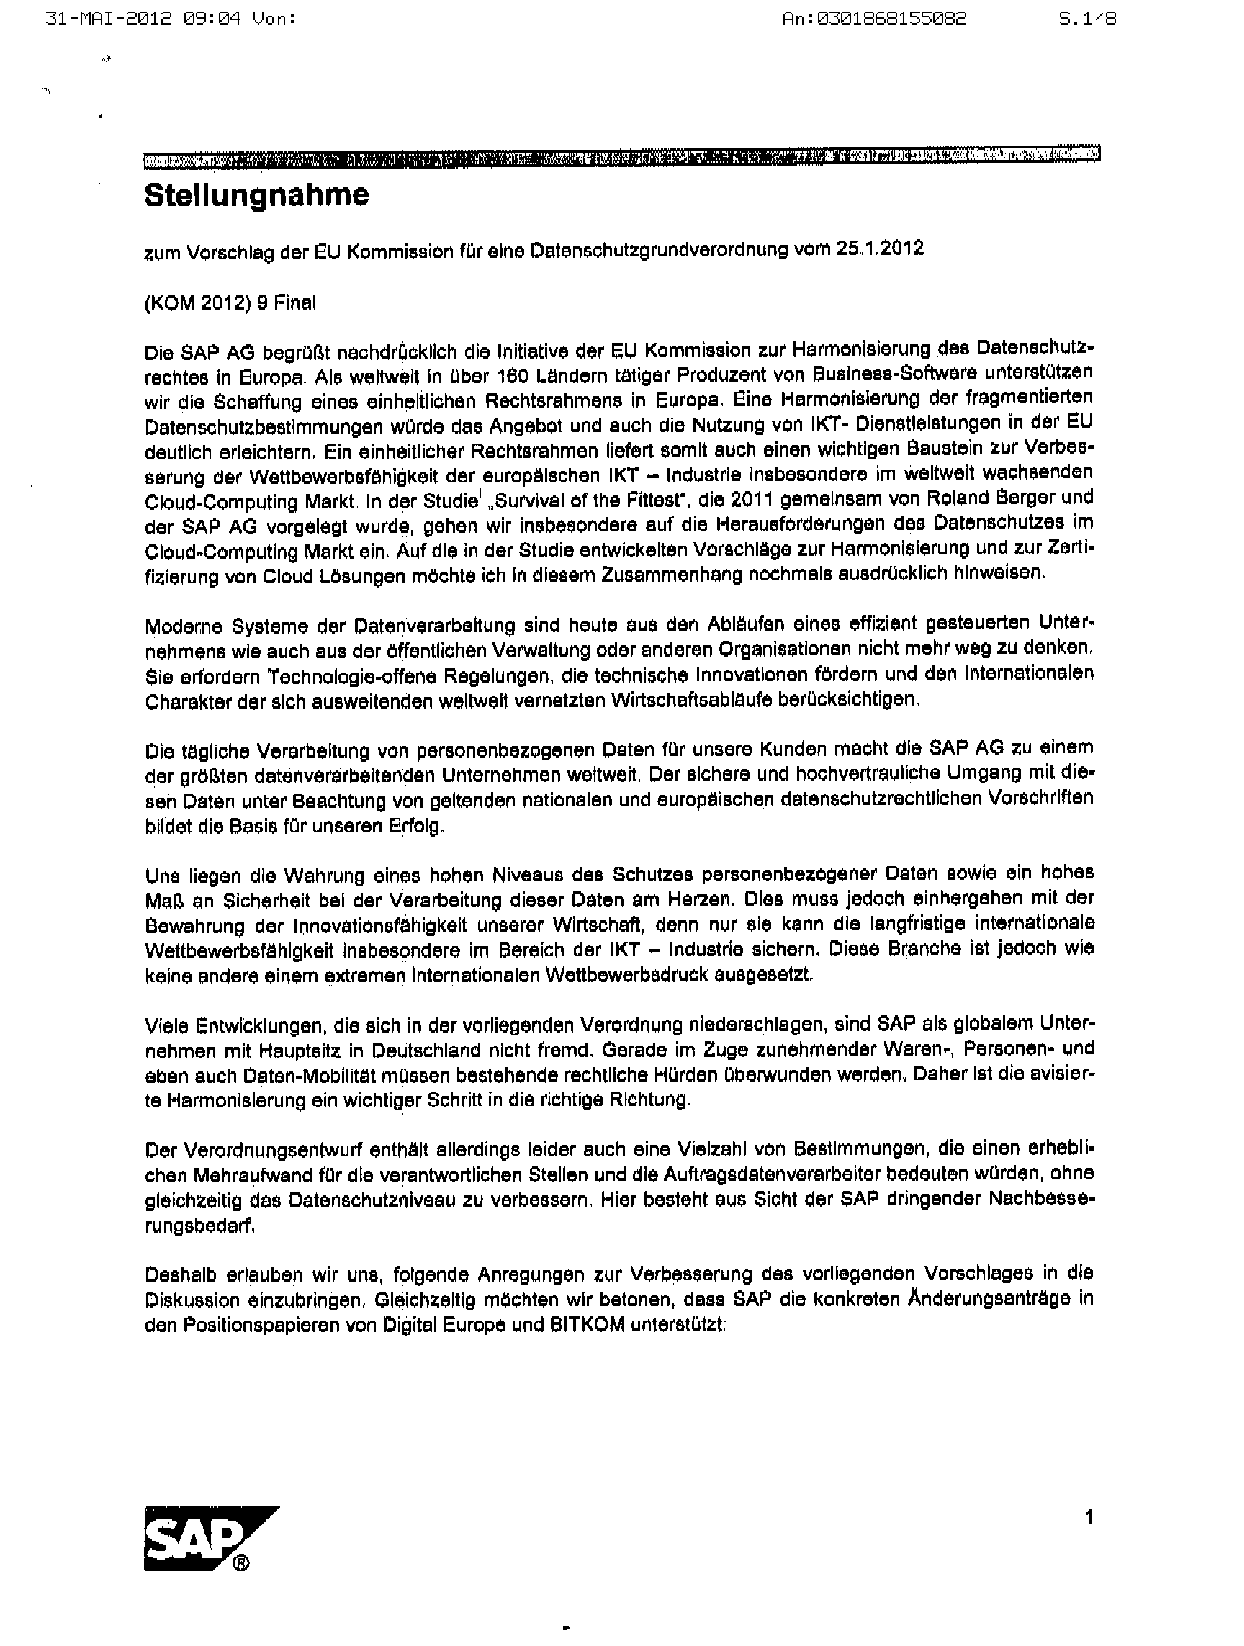 31-MAI-2012 09:04 Von: An:0301868155082 S.1/8
Stellungnahme
zum Vorschlag der EU Kommission für eine Datenschutzgrundverordnung vom 25.1.2012
(KOM 2012) 9 Final
Die SAP AG begrüßt nachdrücklich die Initiative der EU Kommission zur Harmonisierung des Datenschutz-
rechtes in Europa. Als weltweit in über 160 Ländern tätiger Produzent von Business-Software unterstützen
wir die Schaffung eines einheitlichen Rechtsrahmens in Europa. Eine Harmonisierung der fragmentierten
Datenschutzbestimmungen würde das Angebot und auch die Nutzung von IKT- Dienstleistungen in der EU
deutlich erleichtern. Ein einheitlicher Rechtsrahmen liefert somit auch einen wichtigen Baustein zur Verbes-
serung der Wettbewerbsfähigkeit der europäischen IKT – Industrie insbesondere im weltweit wachsenden
Cloud-Computing Markt. In der Studie¹ „Survival of the Fittest“, die 2011 gemeinsam von Roland Berger und
der SAP AG vorgelegt wurde, gehen wir insbesondere auf die Herausforderungen des Datenschutzes im
Cloud-Computing Markt ein. Auf die in der Studie entwickelten Vorschläge zur Harmonisierung und zur Zerti-
fizierung von Cloud Lösungen möchte ich in diesem Zusammenhang nochmals ausdrücklich hinweisen.
Moderne Systeme der Datenverarbeitung sind heute aus den Abläufen eines effizient gesteuerten Unter-
nehmens wie auch aus der öffentlichen Verwaltung oder anderen Organisationen nicht mehr weg zu denken.
Sie erfordern Technologie-offene Regelungen, die technische Innovationen fördern und den internationalen
Charakter der sich ausweitenden weltweit vernetzten Wirtschaftsabläufe berücksichtigen.
Die tägliche Verarbeitung von personenbezogenen Daten für unsere Kunden macht die SAP AG zu einem
der größten datenverarbeitenden Unternehmen weltweit. Der sichere und hochvertrauliche Umgang mit die-
sen Daten unter Beachtung von geltenden nationalen und europäischen datenschutzrechtlichen Vorschriften
bildet die Basis für unseren Erfolg.
Uns liegen die Wahrung eines hohen Niveaus des Schutzes personenbezogener Daten sowie ein hohes
Maß an Sicherheit bei der Verarbeitung dieser Daten am Herzen. Dies muss jedoch einhergehen mit der
Bewahrung der Innovationsfähigkeit unserer Wirtschaft, denn nur sie kann die langfristige internationale
Wettbewerbsfähigkeit insbesondere im Bereich der IKT – Industrie sichern. Diese Branche ist jedoch wie
keine andere einem extremen internationalen Wettbewerbsdruck ausgesetzt.
Viele Entwicklungen, die sich in der vorliegenden Verordnung niederschlagen, sind SAP als globalem Unter-
nehmen mit Hauptsitz in Deutschland nicht fremd. Gerade im Zuge zunehmender Waren-, Personen- und
eben auch Daten-Mobilität müssen bestehende rechtliche Hürden überwunden werden. Daher ist die avisier-
te Harmonisierung ein wichtiger Schritt in die richtige Richtung.
Der Verordnungsentwurf enthält allerdings leider auch eine Vielzahl von Bestimmungen, die einen erhebli-
chen Mehraufwand für die verantwortlichen Stellen und die Auftragsdatenverarbeiter bedeuten würden, ohne
gleichzeitig das Datenschutzniveau zu verbessern. Hier besteht aus Sicht der SAP dringender Nachbesse-
rungsbedarf.
Deshalb erlauben wir uns, folgende Anregungen zur Verbesserung des vorliegenden Vorschlages in die
Diskussion einzubringen. Gleichzeitig möchten wir betonen, dass SAP die konkreten Änderungsanträge in
den Positionspapieren von Digital Europe und BITKOM unterstützt:
SAP ®
1